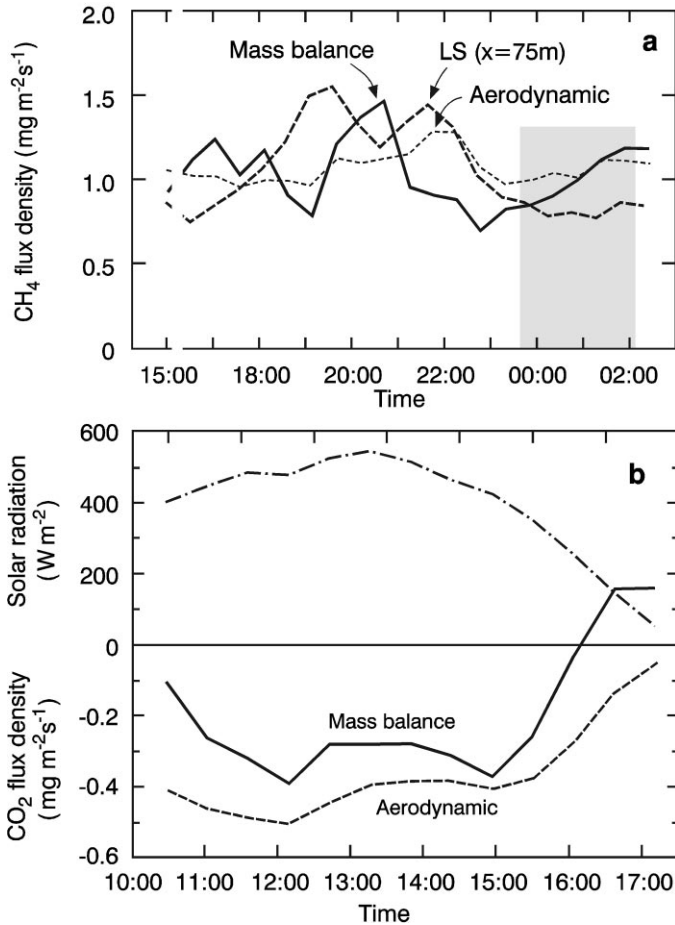 a
2.0
1.5
1.0
0.5
0
CH₄ flux density (mg m⁻² s⁻¹)
Mass balance
LS (x=75m)
Aerodynamic
15:00 18:00 20:00 22:00 00:00 02:00
Time
b
600
400
200
0
-0.2
-0.4
-0.6
Solar radiation
(W m⁻²)
CO₂ flux density
(mg m⁻² s⁻¹)
Mass balance
Aerodynamic
10:00 11:00 12:00 13:00 14:00 15:00 16:00 17:00
Time